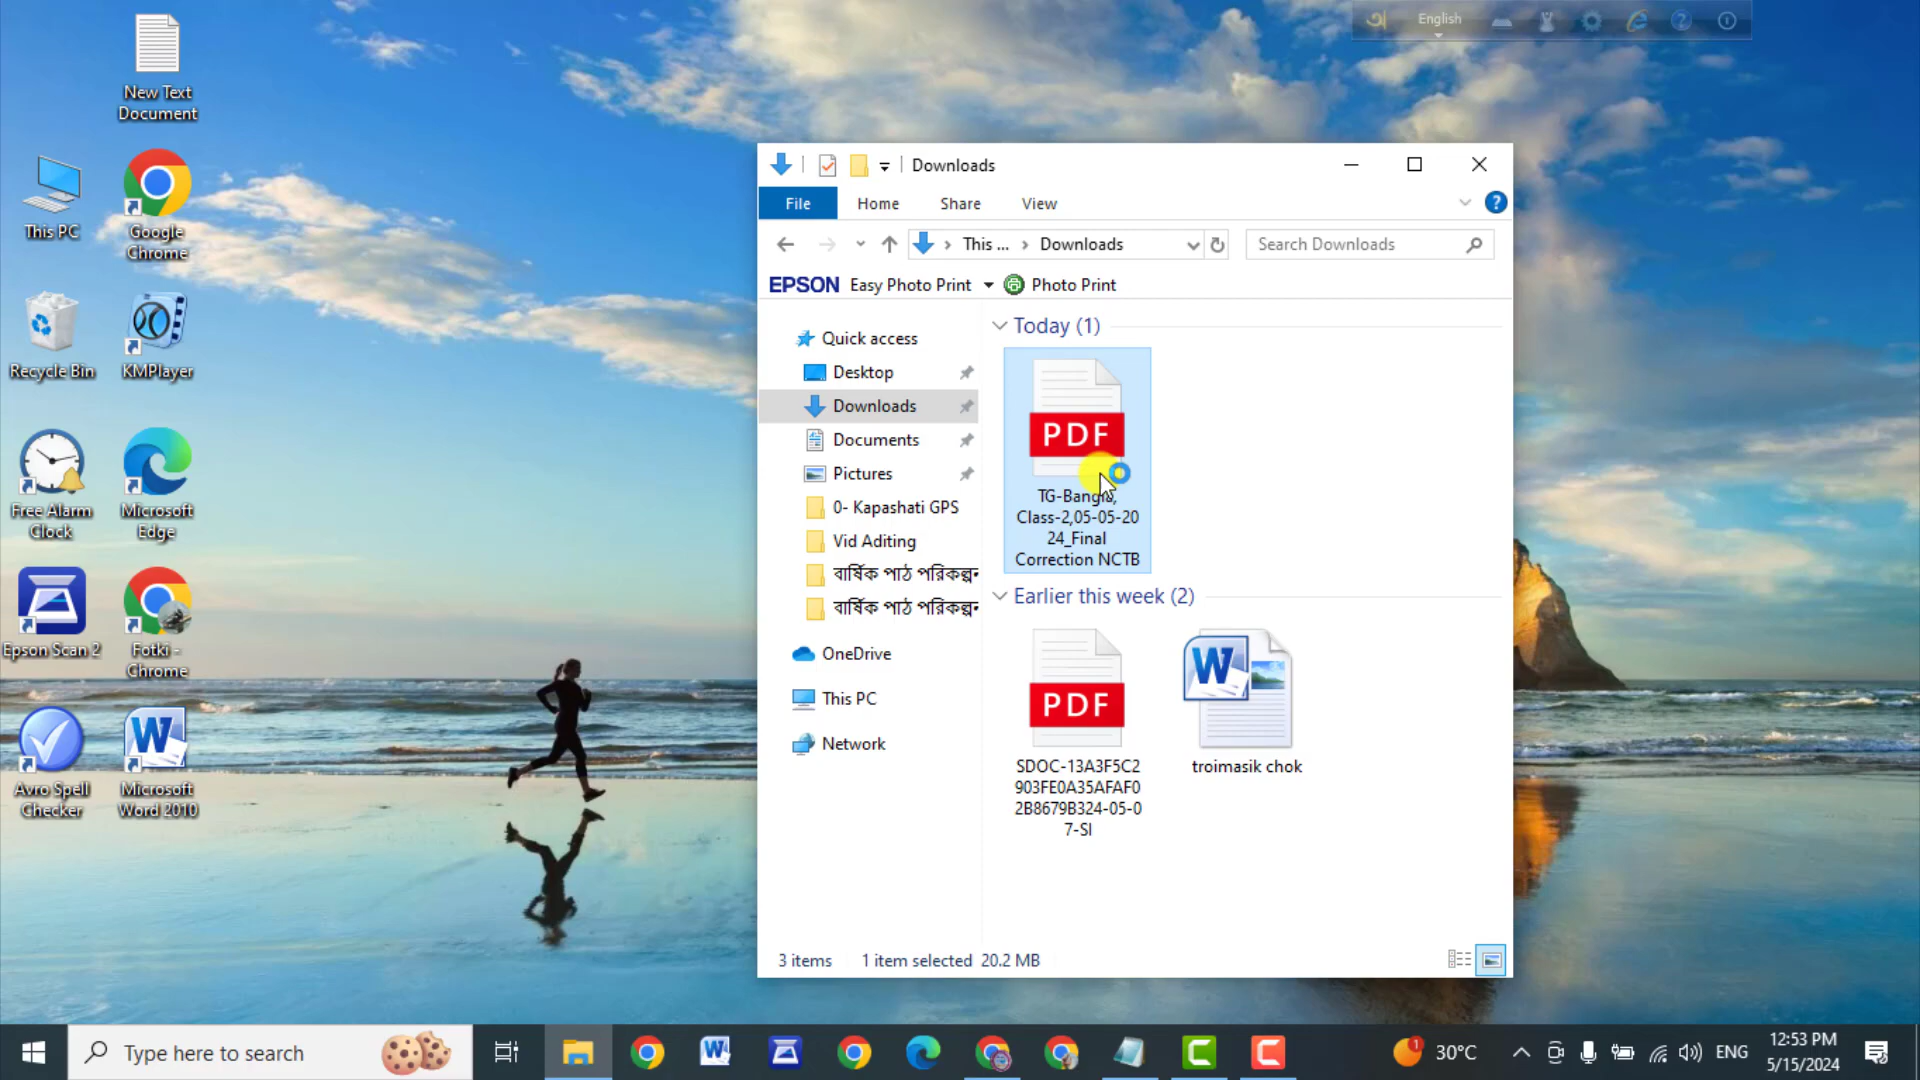 New Text
Document
This PC
Google
Chrome
Recycle Bin
KMPlayer
Free Alarm
Clock
Microsoft
Edge
Epson Scan 2
Fotki -
Chrome
Avro Spell
Checker
Microsoft
Word 2010
English
Downloads
File Home Share View
This ... Downloads
Search Downloads
EPSON Easy Photo Print Photo Print
Quick access
Desktop
Downloads
Documents
Pictures
0- Kapashati GPS
Vid Aditing
বার্ষিক পাঠ পরিকল্প
বার্ষিক পাঠ পরিকল্প
OneDrive
This PC
Network
Today (1)
PDF
TG-Bangla,
Class-2,05-05-20
24_Final
Correction NCTB
Earlier this week (2)
PDF
SDOC-13A3F5C2
903FE0A35AFAF0
2B8679B324-05-0
7-SI
W
troimasik chok
3 items 1 item selected 20.2 MB
Type here to search
1
30°C
ENG
12:53 PM
5/15/2024